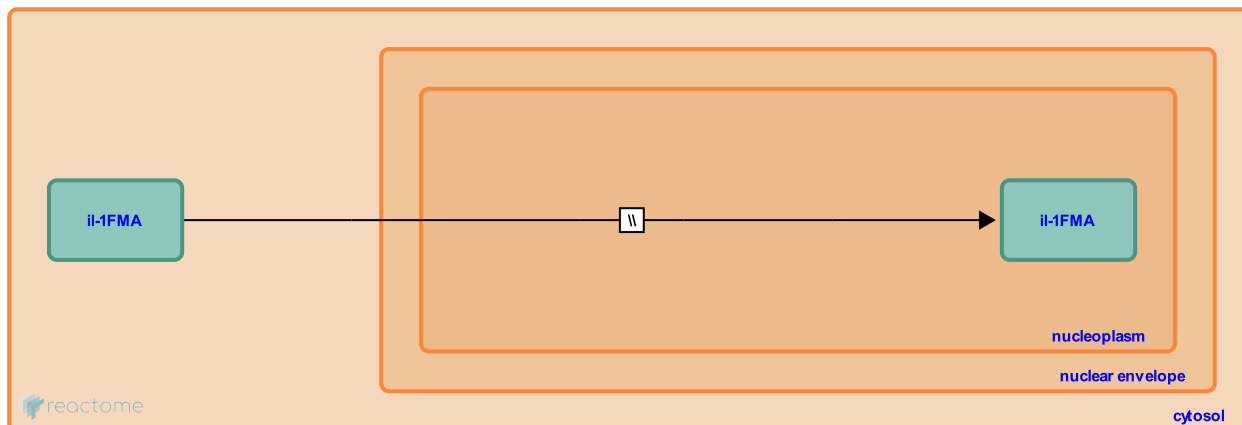 il-1FMA
\\
il-1FMA
nucleoplasm
nuclear envelope
reactome
cytosol